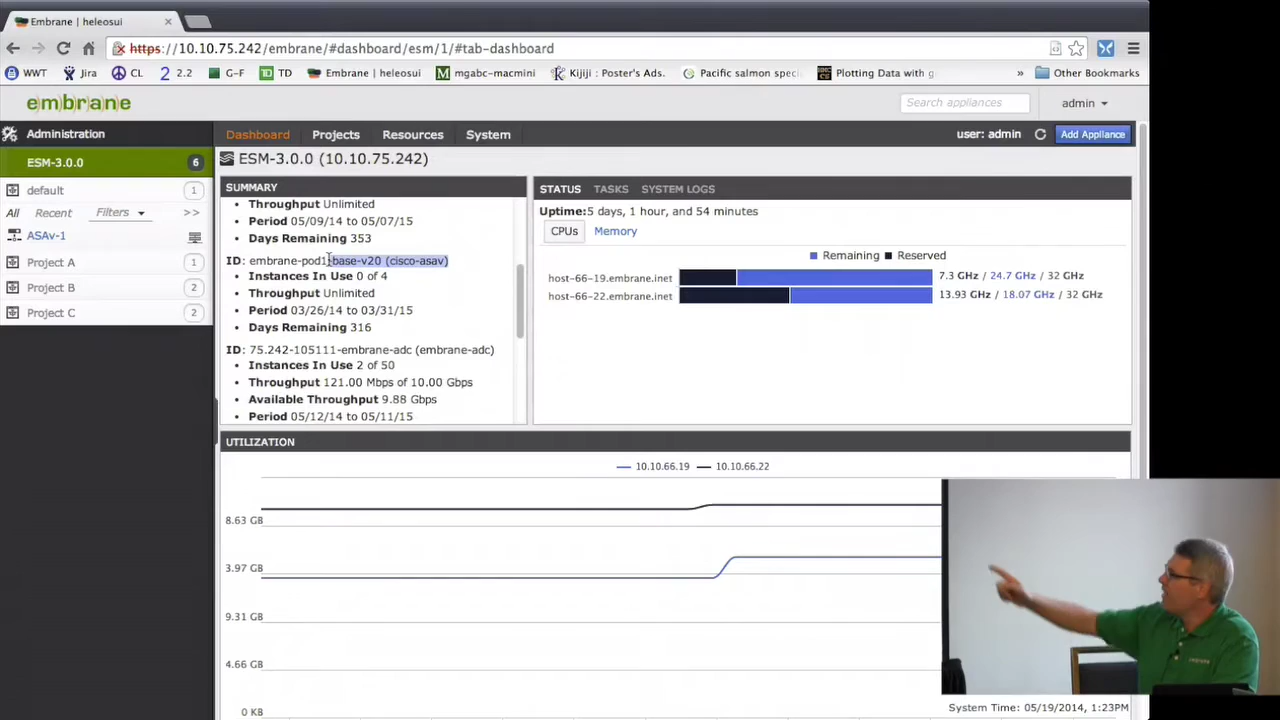 Embrane | heleosui
https://10.10.75.242/embrane/#dashboard/esm/1/#tab-dashboard
WWT Jira CL 2.2 G-F TD Embrane | heleosui mgabc-macmini Kijiji : Poster's Ads. Pacific salmon speci Plotting Data with g » Other Bookmarks
embrane Search appliances admin
Administration Dashboard Projects Resources System user: admin Add Appliance
ESM-3.0.0 6
ESM-3.0.0 (10.10.75.242)
default 1
All Recent Filters >>
ASAv-1
Project A 1
Project B 2
Project C 2
SUMMARY
Throughput Unlimited
Period 05/09/14 to 05/07/15
Days Remaining 353
ID: embrane-pod1-base-v20 (cisco-asav)
Instances In Use 0 of 4
Throughput Unlimited
Period 03/26/14 to 03/31/15
Days Remaining 316
ID: 75.242-105111-embrane-adc (embrane-adc)
Instances In Use 2 of 50
Throughput 121.00 Mbps of 10.00 Gbps
Available Throughput 9.88 Gbps
Period 05/12/14 to 05/11/15
STATUS TASKS SYSTEM LOGS
Uptime:5 days, 1 hour, and 54 minutes
CPUs Memory
Remaining Reserved
host-66-19.embrane.inet 7.3 GHz / 24.7 GHz / 32 GHz
host-66-22.embrane.inet 13.93 GHz / 18.07 GHz / 32 GHz
UTILIZATION
10.10.66.19 10.10.66.22
8.63 GB
3.97 GB
9.31 GB
4.66 GB
0 KB
System Time: 05/19/2014, 1:23PM